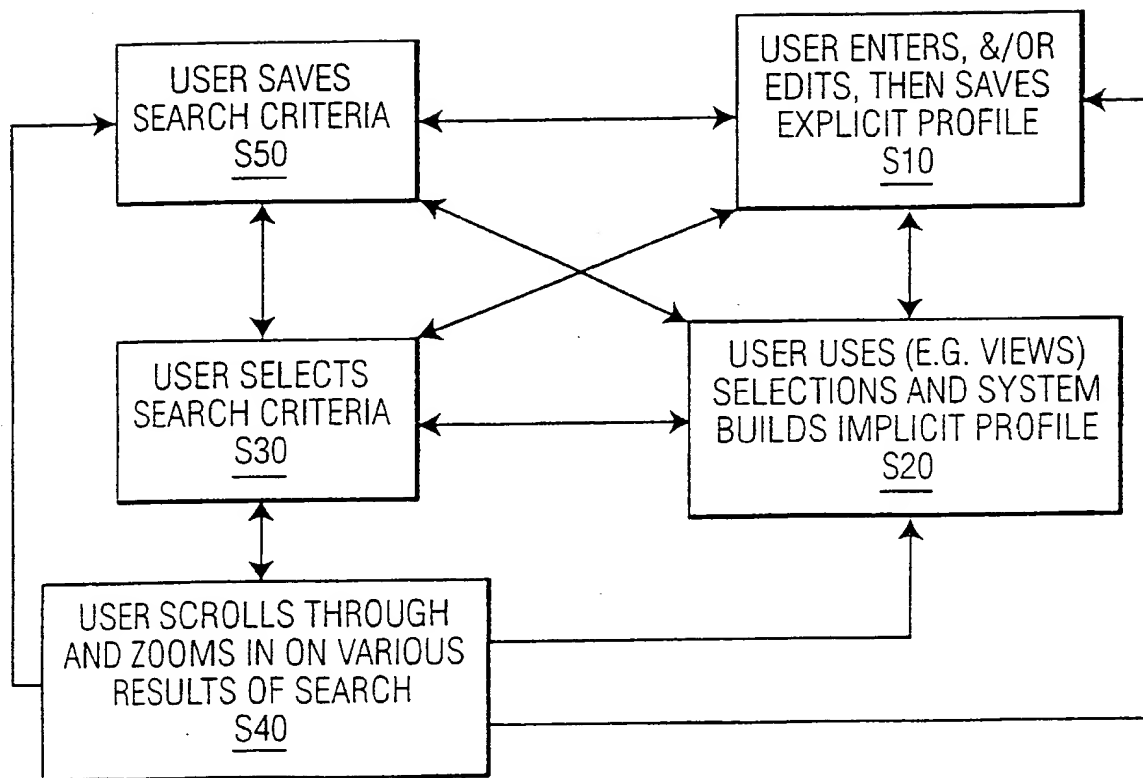 USER SAVES
SEARCH CRITERIA
S50
USER ENTERS, &/OR
EDITS, THEN SAVES
EXPLICIT PROFILE
S10
USER SELECTS
SEARCH CRITERIA
S30
USER USES (E.G. VIEWS)
SELECTIONS AND SYSTEM
BUILDS IMPLICIT PROFILE
S20
USER SCROLLS THROUGH
AND ZOOMS IN ON VARIOUS
RESULTS OF SEARCH
S40